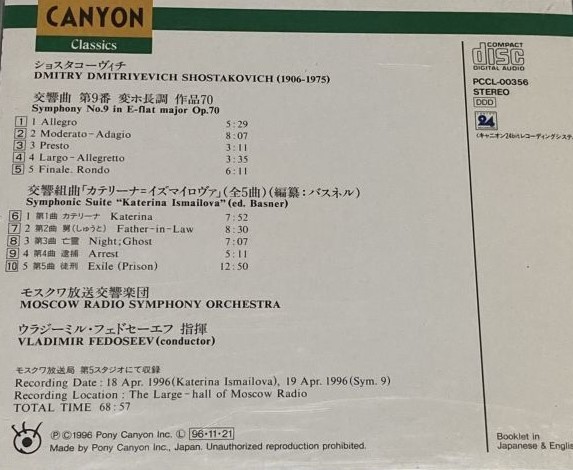 CANYON
Classics
ショスタコーヴィチ
DMITRY DMITRIYEVICH SHOSTAKOVICH (1906-1975)
交響曲 第9番 変ホ長調 作品70
Symphony No.9 in E-flat major Op.70
1 1 Allegro 5:29
2 2 Moderato-Adagio 8:07
3 3 Presto 3:11
4 4 Largo-Allegretto 3:35
5 5 Finale. Rondo 6:11
交響組曲「カテリーナ=イズマイロヴァ」(全5曲)(編纂:バスネル)
Symphonic Suite "Katerina Ismailova" (ed. Basner)
6 1 第1曲 カテリーナ Katerina 7:52
7 2 第2曲 舅(しゅうと) Father-in-Law 8:30
8 3 第3曲 亡霊 Night;Ghost 7:07
9 4 第4曲 逮捕 Arrest 5:11
10 5 第5曲 徒刑 Exile (Prison) 12:50
モスクワ放送交響楽団
MOSCOW RADIO SYMPHONY ORCHESTRA
ウラジーミル・フェドセーエフ 指揮
VLADIMIR FEDOSEEV (conductor)
モスクワ放送局 第5スタジオにて収録
Recording Date : 18 Apr. 1996 (Katerina Ismailova), 19 Apr. 1996 (Sym. 9)
Recording Location : The Large-hall of Moscow Radio
TOTAL TIME 68:57
Ⓟ©1996 Pony Canyon Inc. Ⓛ 96・11・21
Made by Pony Canyon Inc., Japan. Unauthorized reproduction prohibited.
COMPACT
disc
DIGITAL AUDIO
PCCL-00356
STEREO
DDD
24
(キャニオン24bitレコーディングシステ
Booklet in
Japanese & Englis